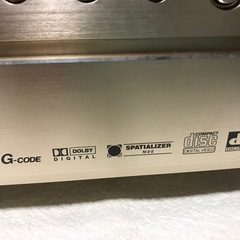 G-CODE
DOLBY
DIGITAL
SPATIALIZER
N-2-2
COMPACT
disc
DIGITAL VIDEO